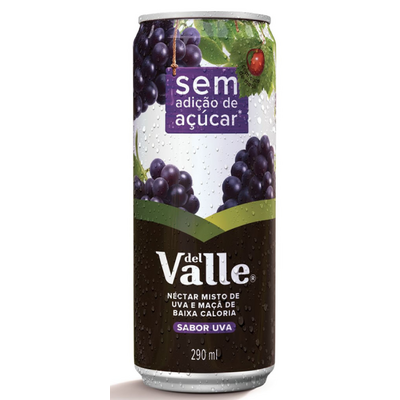 sem
adição de
açúcar*
del
Valle®
NÉCTAR MISTO DE
UVA E MAÇÃ DE
BAIXA CALORIA
SABOR UVA
290 ml